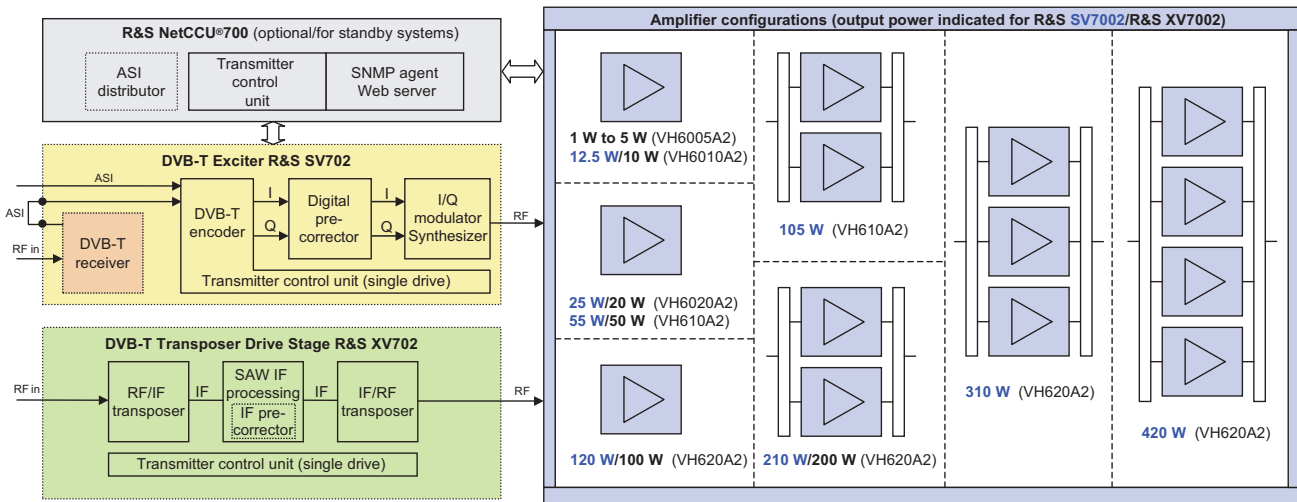 R&S NetCCU®700 (optional/for standby systems)
ASI
distributor
Transmitter
control
unit
SNMP agent
Web server
DVB-T Exciter R&S SV702
ASI
ASI
RF in
DVB-T
receiver
DVB-T
encoder
I
Q
Digital
pre-
corrector
I
Q
I/Q
modulator
Synthesizer
RF
Transmitter control unit (single drive)
DVB-T Transposer Drive Stage R&S XV702
RF in
RF/IF
transposer
IF
SAW IF
processing
IF pre-
corrector
IF
IF/RF
transposer
RF
Transmitter control unit (single drive)
Amplifier configurations (output power indicated for R&S SV7002/R&S XV7002)
1 W to 5 W (VH6005A2)
12.5 W/10 W (VH6010A2)
25 W/20 W (VH6020A2)
55 W/50 W (VH610A2)
120 W/100 W (VH620A2)
105 W (VH610A2)
210 W/200 W (VH620A2)
310 W (VH620A2)
420 W (VH620A2)